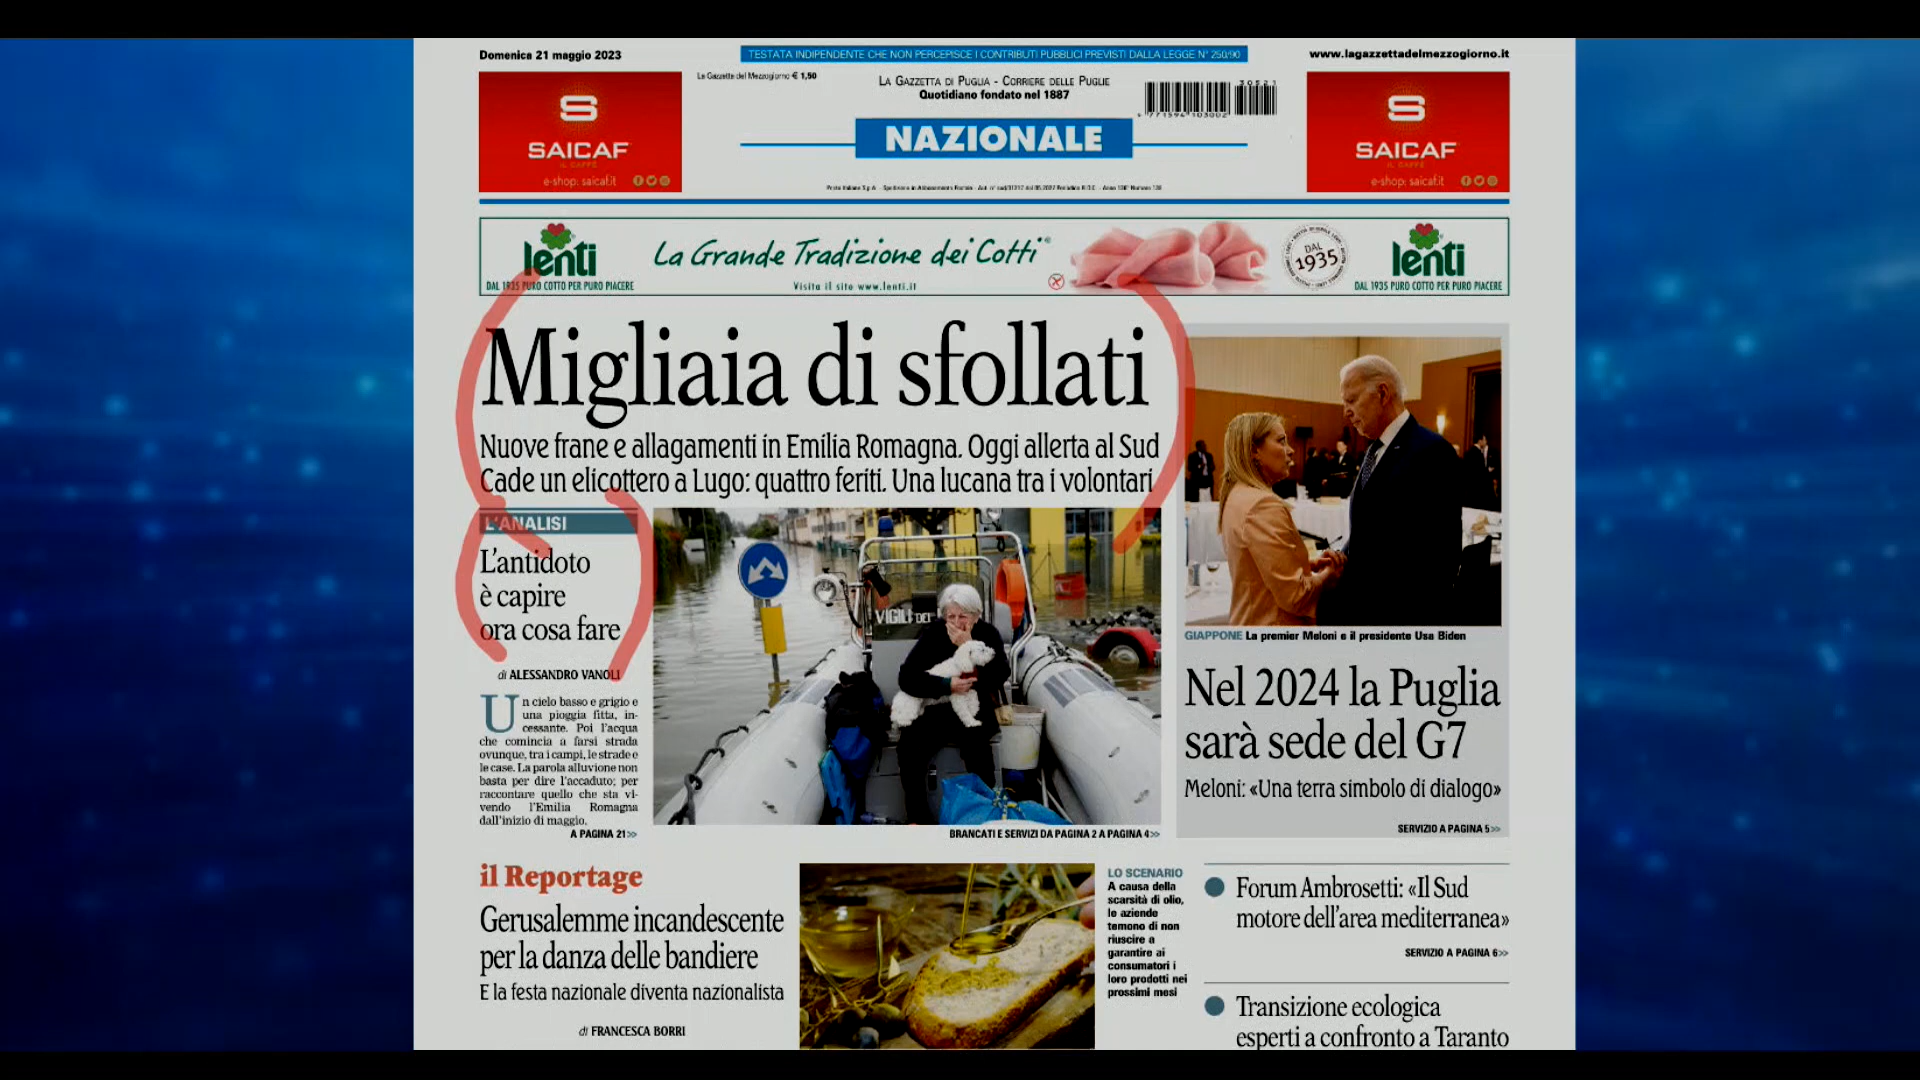 Domenica 21 maggio 2023
TESTATA INDIPENDENTE CHE NON PERCEPISCE I CONTRIBUTI PUBBLICI PREVISTI DALLA LEGGE N° 250/90
www.lagazzettadelmezzogiorno.it
La Gazzetta del Mezzogiorno € 1,50
LA GAZZETTA DI PUGLIA - CORRIERE DELLE PUGLIE
Quotidiano fondato nel 1887
30521
9 771594 103002
S
SAICAF
IL CAFFÈ
e-shop: saicaf.it
NAZIONALE
S
SAICAF
IL CAFFÈ
e-shop: saicaf.it
lenti
DAL 1935 PURO COTTO PER PURO PIACERE
La Grande Tradizione dei Cotti
Visita il sito www.lenti.it
DAL
1935
lenti
DAL 1935 PURO COTTO PER PURO PIACERE
Migliaia di sfollati
Nuove frane e allagamenti in Emilia Romagna. Oggi allerta al Sud
Cade un elicottero a Lugo: quattro feriti. Una lucana tra i volontari
L'ANALISI
L'antidoto
è capire
ora cosa fare
di ALESSANDRO VANOLI
Un cielo basso e grigio e
una pioggia fitta, in-
cessante. Poi l'acqua
che comincia a farsi strada
ovunque, tra i campi, le strade e
le case. La parola alluvione non
basta per dire l'accaduto; per
raccontare quello che sta vi-
vendo l'Emilia Romagna
dall'inizio di maggio.
A PAGINA 21>>
VIGILI DEL
BRANCATI E SERVIZI DA PAGINA 2 A PAGINA 4>>
GIAPPONE La premier Meloni e il presidente Usa Biden
Nel 2024 la Puglia
sarà sede del G7
Meloni: «Una terra simbolo di dialogo»
SERVIZIO A PAGINA 5>>
il Reportage
Gerusalemme incandescente
per la danza delle bandiere
E la festa nazionale diventa nazionalista
di FRANCESCA BORRI
LO SCENARIO
A causa della
scarsità di olio,
le aziende
temono di non
riuscire a
garantire ai
consumatori i
loro prodotti nei
prossimi mesi
Forum Ambrosetti: «Il Sud
motore dell'area mediterranea»
SERVIZIO A PAGINA 6>>
Transizione ecologica
esperti a confronto a Taranto